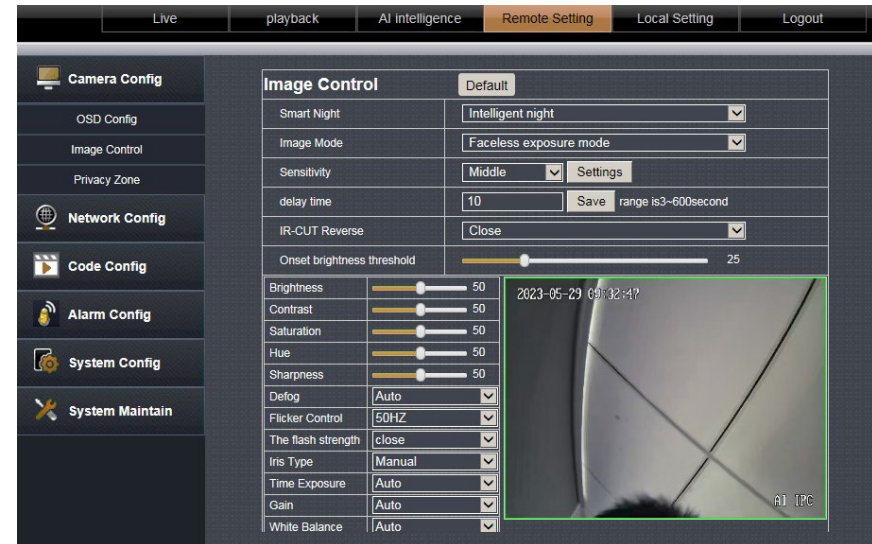 Live playback AI intelligence Remote Setting Local Setting Logout
Camera Config
OSD Config
Image Control
Privacy Zone
Network Config
Code Config
Alarm Config
System Config
System Maintain
Image Control Default
Smart Night Intelligent night
Image Mode Faceless exposure mode
Sensitivity Middle Settings
delay time 10 Save range is3~600second
IR-CUT Reverse Close
Onset brightness threshold 25
Brightness 50
Contrast 50
Saturation 50
Hue 50
Sharpness 50
Defog Auto
Flicker Control 50HZ
The flash strength close
Iris Type Manual
Time Exposure Auto
Gain Auto
White Balance Auto
2023-05-29 09:32:47
AI IPC